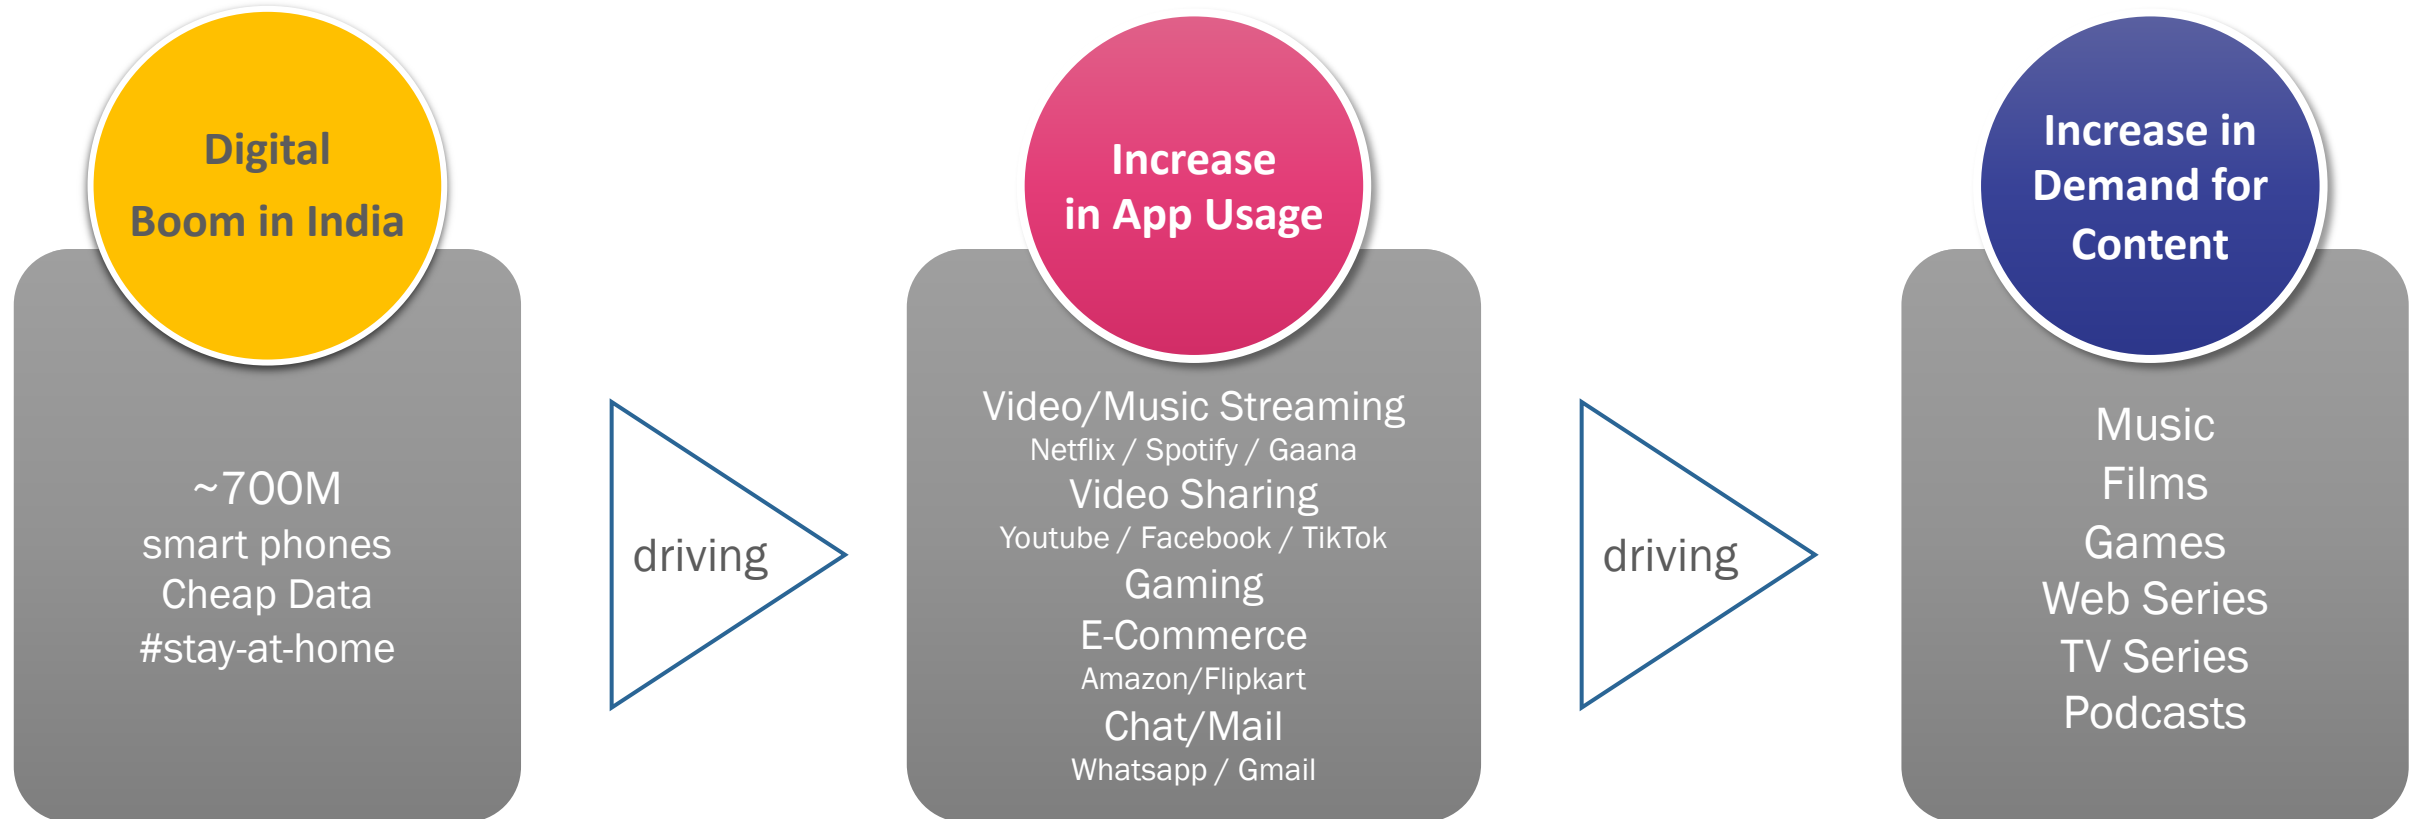 Digital
Boom in India
~700M
smart phones
Cheap Data
#stay-at-home
driving
Increase
in App Usage
Video/Music Streaming
Netflix / Spotify / Gaana
Video Sharing
Youtube / Facebook / TikTok
Gaming
E-Commerce
Amazon/Flipkart
Chat/Mail
Whatsapp / Gmail
driving
Increase in
Demand for
Content
Music
Films
Games
Web Series
TV Series
Podcasts